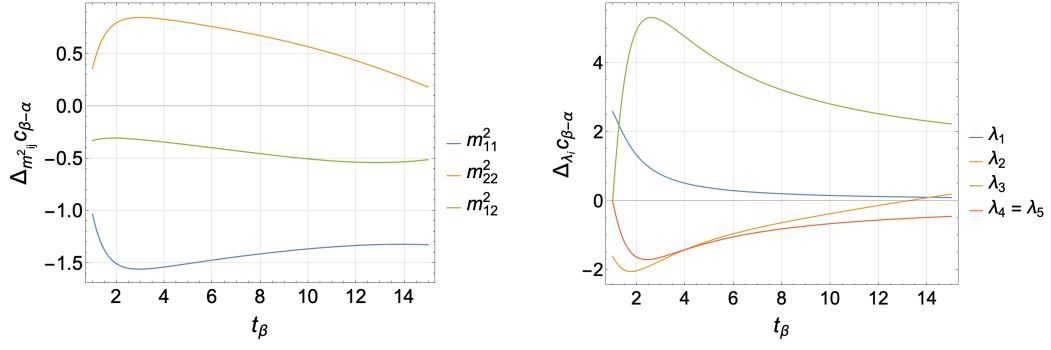 0.5
0.0
−0.5
−1.0
−1.5
2 4 6 8 10 12 14
t_β
Δ_{m²_{ij}} c_{β−α}
m²_{11}
m²_{22}
m²_{12}
4
2
0
−2
2 4 6 8 10 12 14
t_β
Δ_{λ_i} c_{β−α}
λ_1
λ_2
λ_3
λ_4 = λ_5